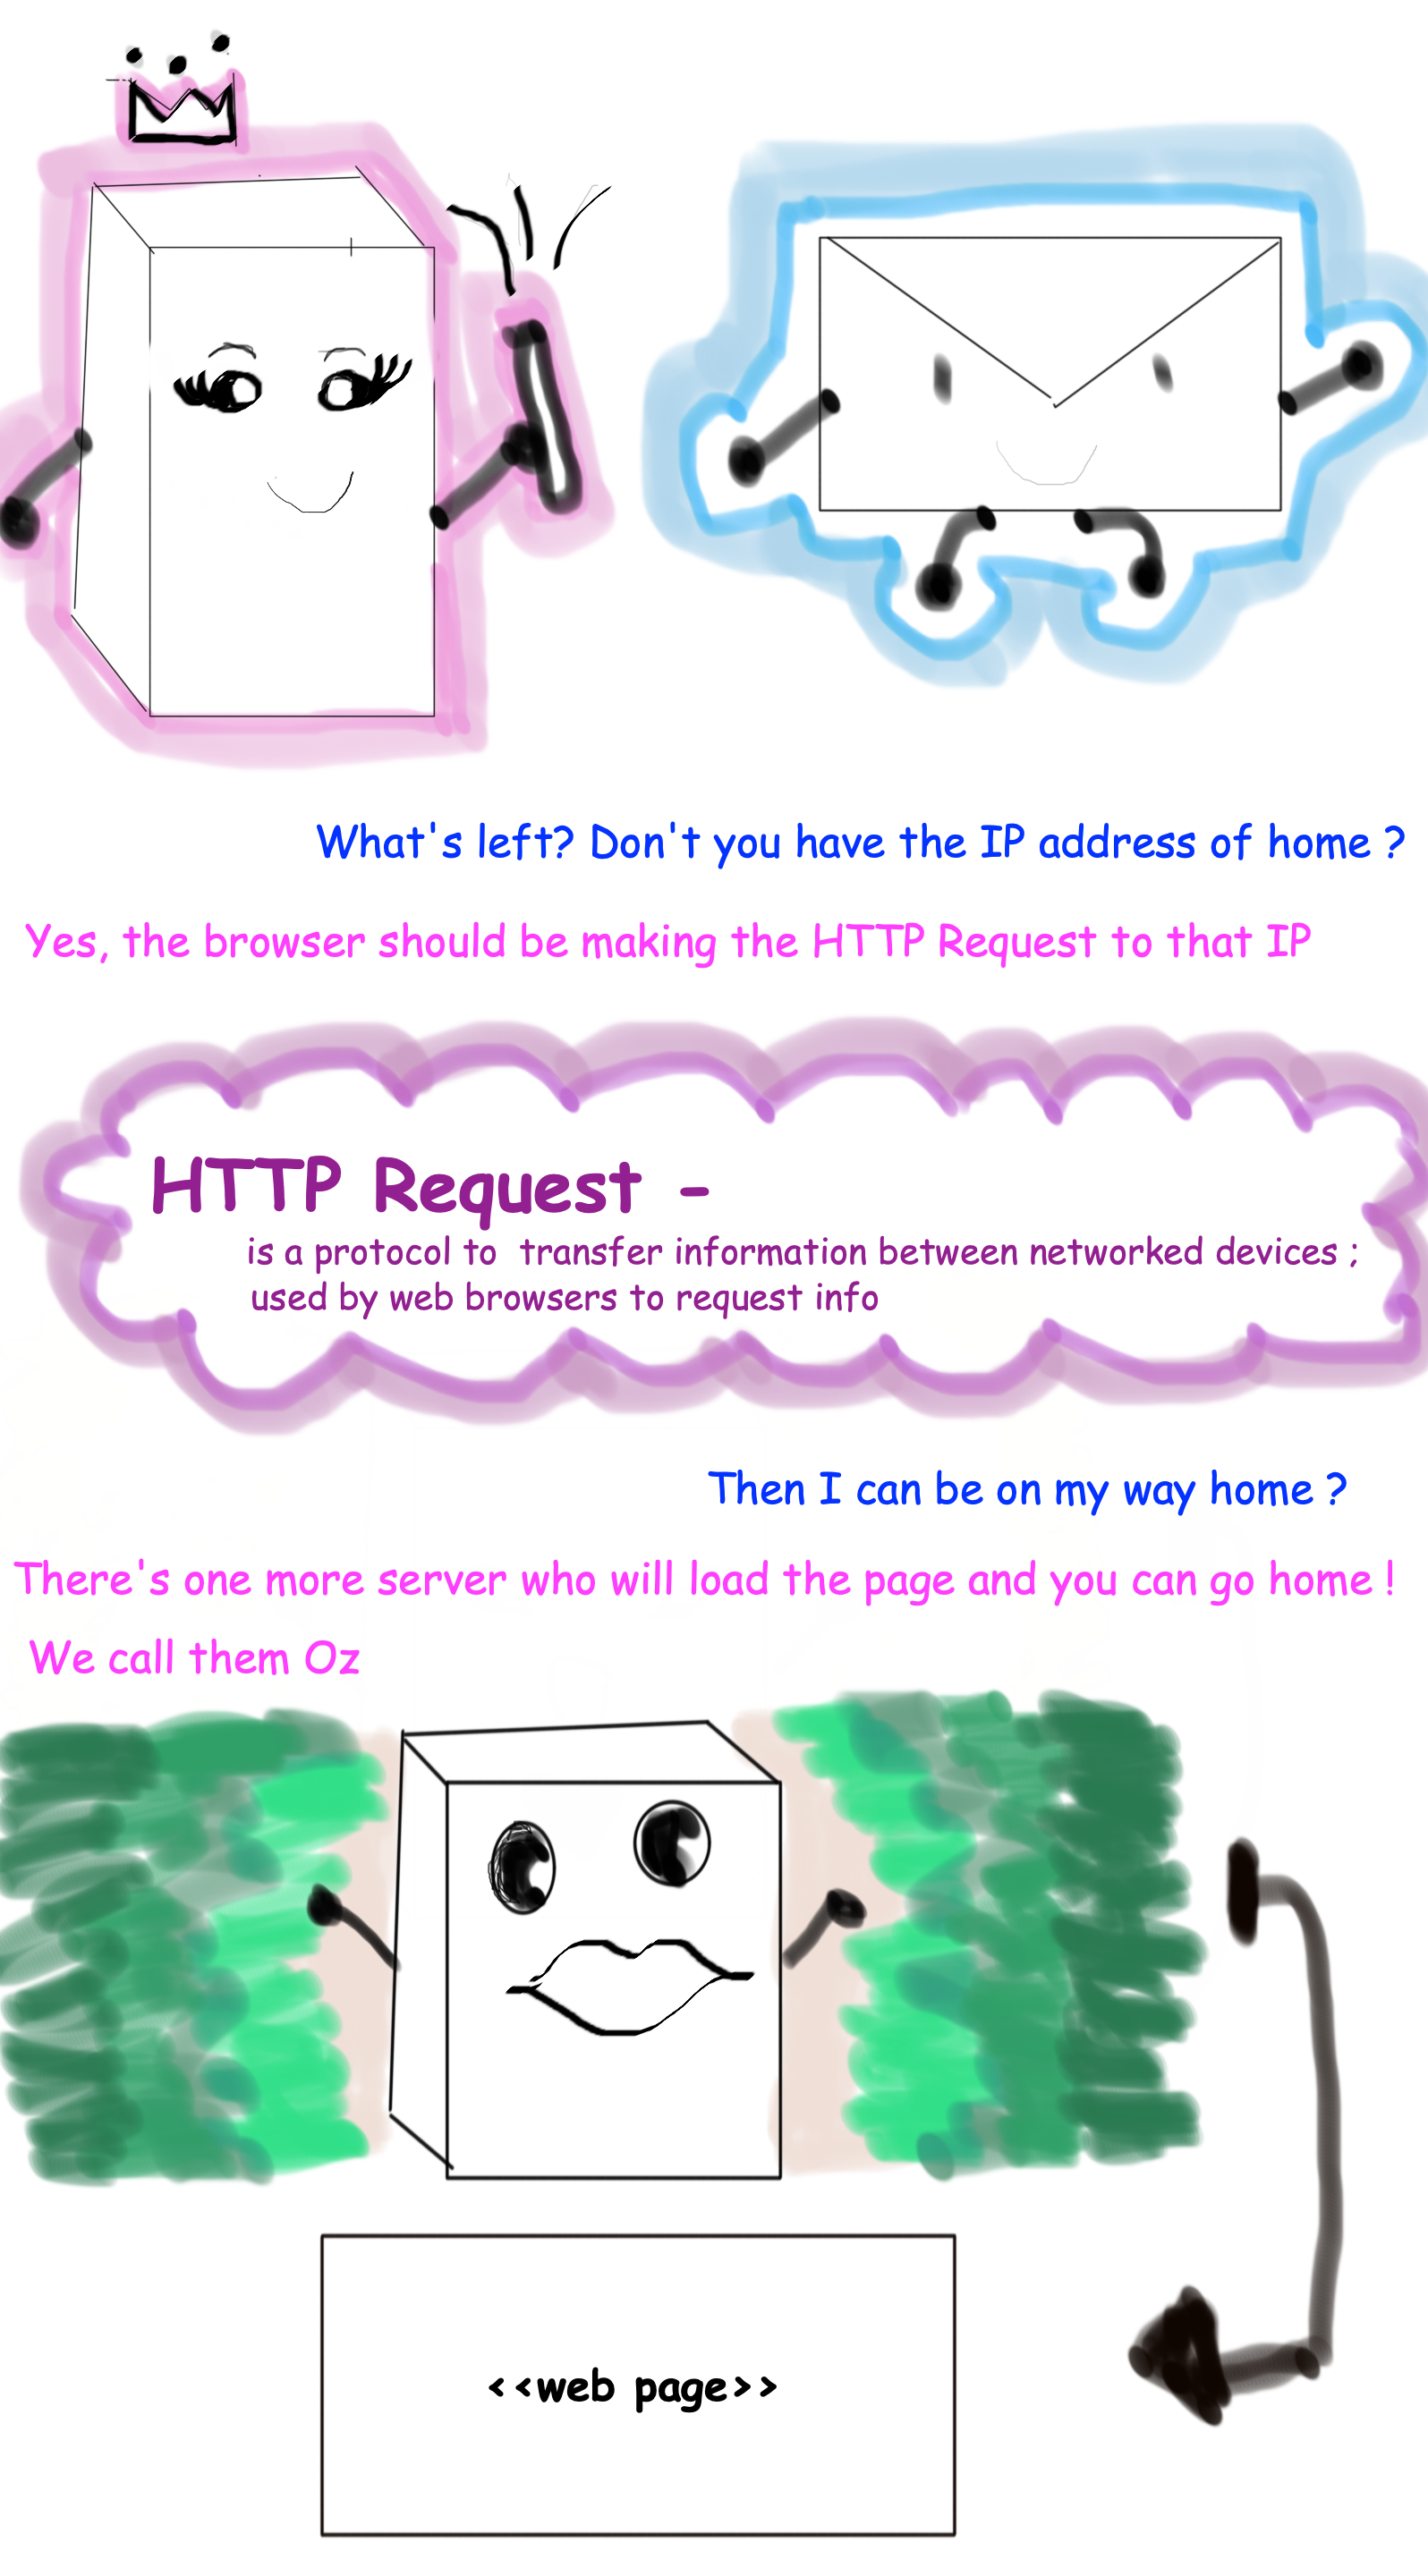 What's left? Don't you have the IP address of home ?
Yes, the browser should be making the HTTP Request to that IP
HTTP Request -
is a protocol to transfer information between networked devices ;
used by web browsers to request info
Then I can be on my way home ?
There's one more server who will load the page and you can go home !
We call them Oz
<<web page>>